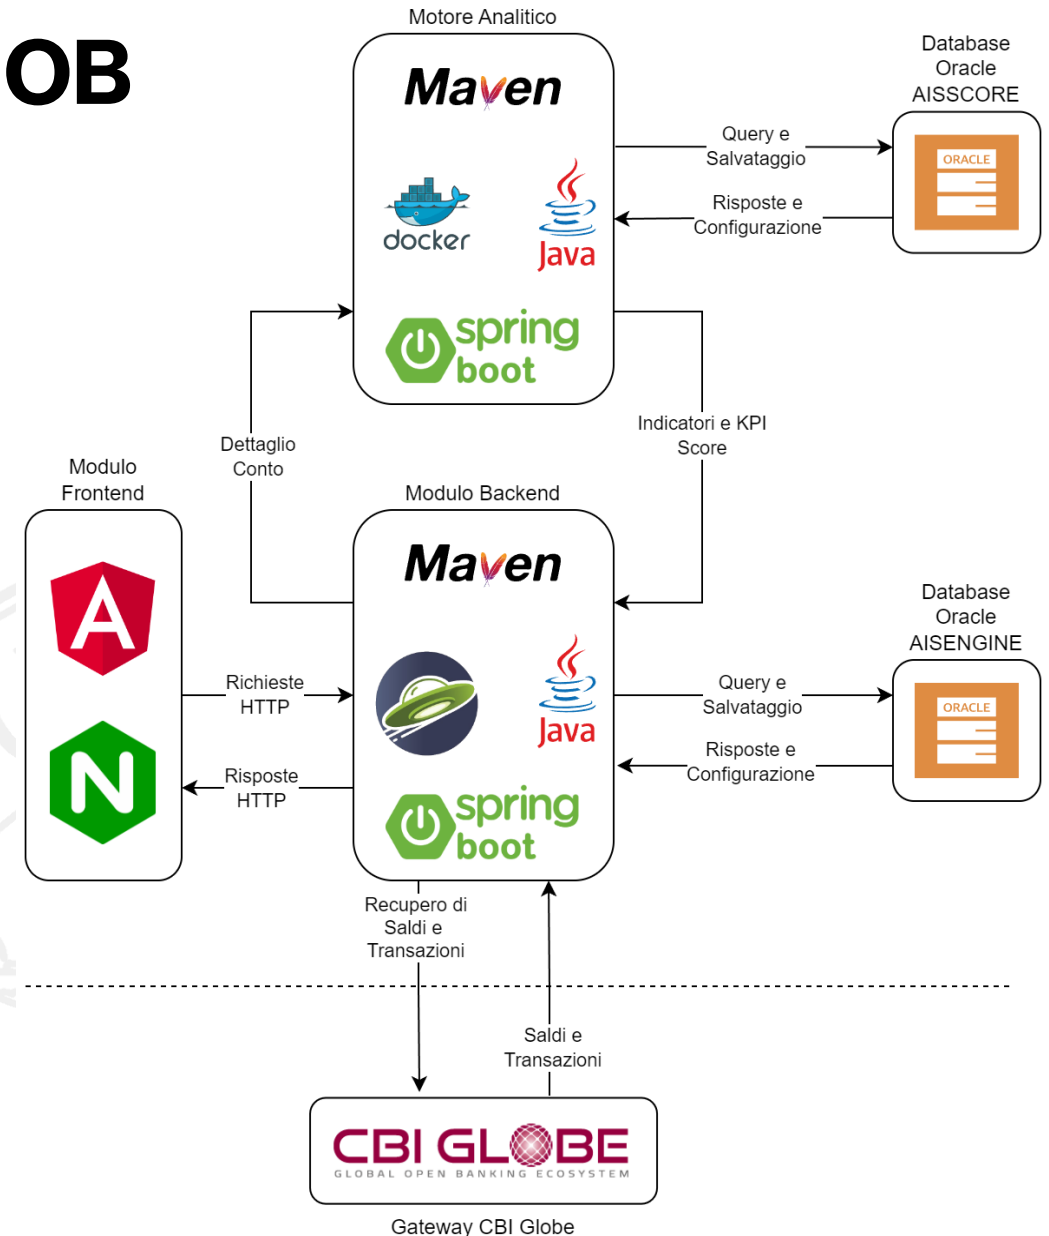 OB
Motore Analitico
Maven
docker
Java
spring
boot
Database
Oracle
AISSCORE
ORACLE
Query e
Salvataggio
Risposte e
Configurazione
Dettaglio
Conto
Indicatori e KPI
Score
Modulo
Frontend
A
N
Modulo Backend
Maven
Java
spring
boot
Richieste
HTTP
Risposte
HTTP
Database
Oracle
AISENGINE
ORACLE
Query e
Salvataggio
Risposte e
Configurazione
Recupero di
Saldi e
Transazioni
Saldi e
Transazioni
CBI GLOBE
GLOBAL OPEN BANKING ECOSYSTEM
Gateway CBI Globe